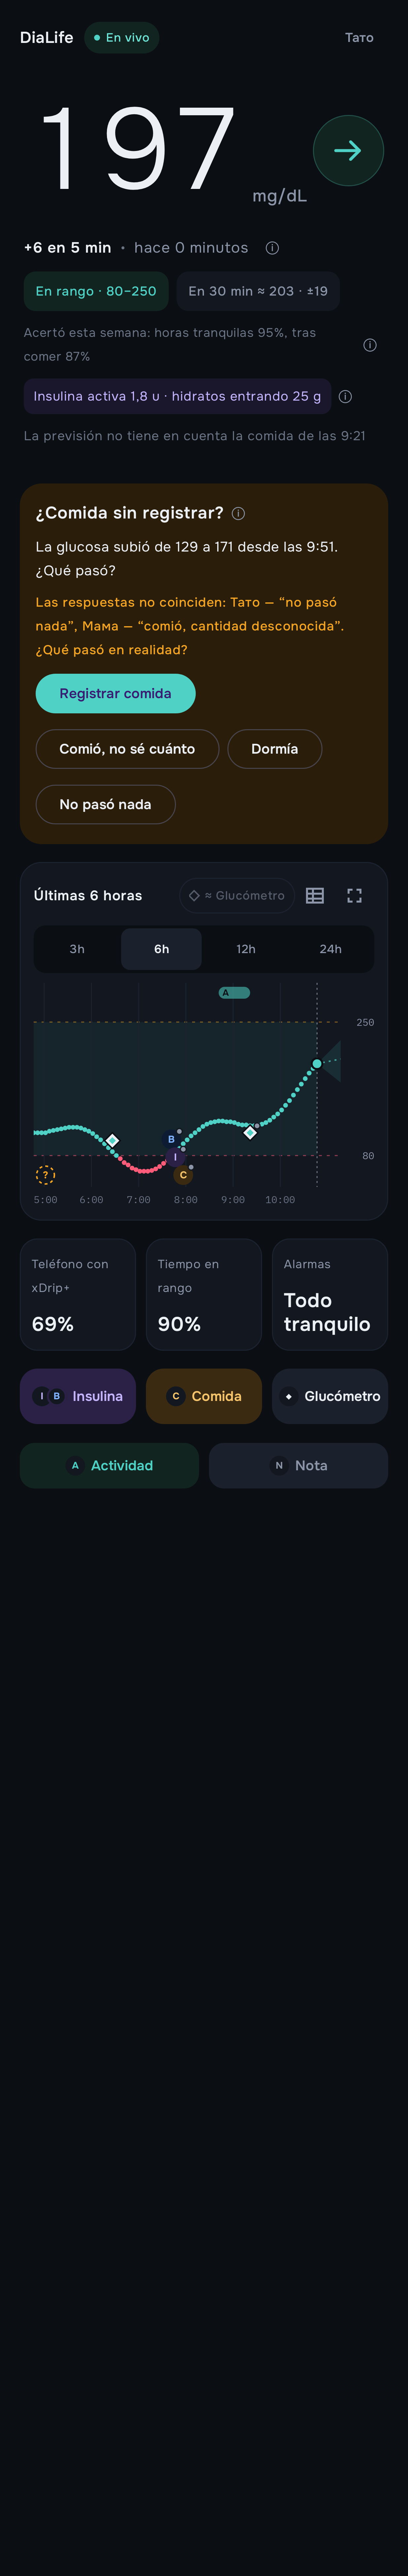 DiaLife
En vivo
Тато
197
mg/dL
+6 en 5 min • hace 0 minutos
En rango · 80–250
En 30 min ≈ 203 · ±19
Acertó esta semana: horas tranquilas 95%, tras
comer 87%
Insulina activa 1,8 u · hidratos entrando 25 g
La previsión no tiene en cuenta la comida de las 9:21
¿Comida sin registrar?
La glucosa subió de 129 a 171 desde las 9:51.
¿Qué pasó?
Las respuestas no coinciden: Тато — “no pasó
nada”, Мама — “comió, cantidad desconocida”.
¿Qué pasó en realidad?
Registrar comida
Comió, no sé cuánto
Dormía
No pasó nada
Últimas 6 horas
≈ Glucómetro
3h
6h
12h
24h
A
250
B
I
80
?
C
5:00
6:00
7:00
8:00
9:00
10:00
Teléfono con
xDrip+
69%
Tiempo en
rango
90%
Alarmas
Todo
tranquilo
I B Insulina
C Comida
Glucómetro
A Actividad
N Nota